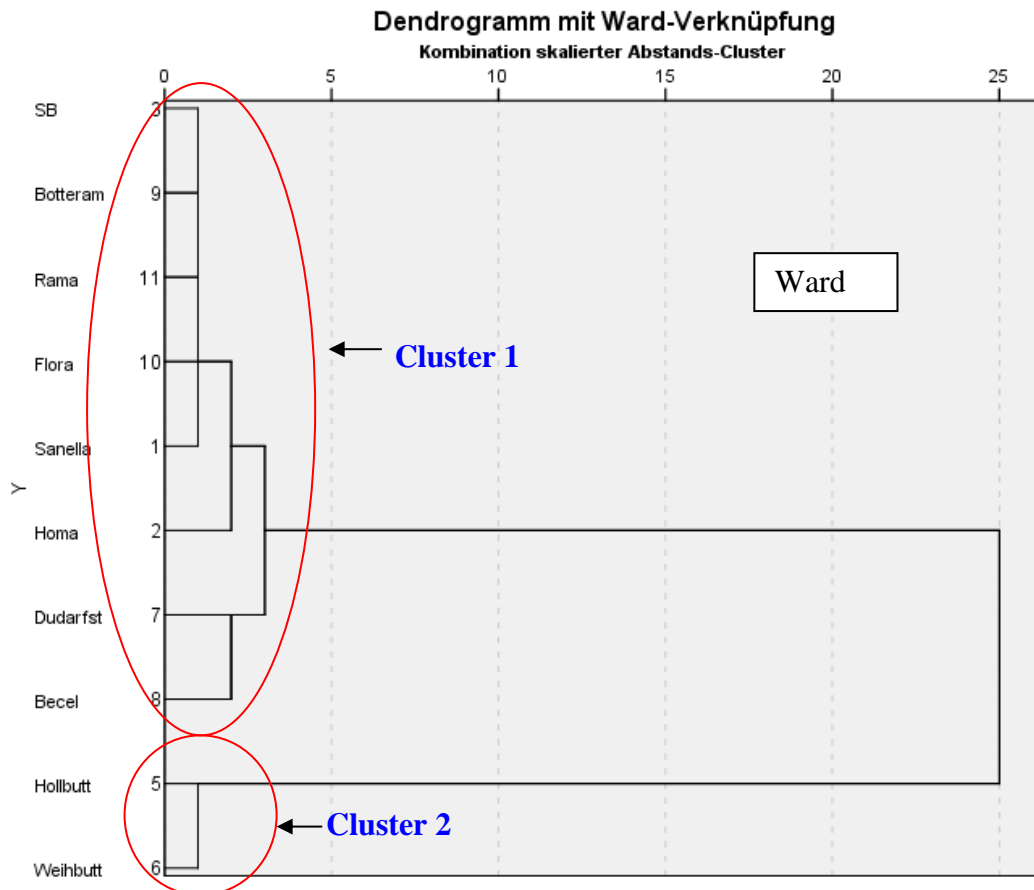 Dendrogramm mit Ward-Verknüpfung
Kombination skalierter Abstands-Cluster
0 5 10 15 20 25
SB 3
Botteram 9
Rama 11
Ward
Flora 10
Cluster 1
Sanella 1
Y
Homa 2
Dudarfst 7
Becel 8
Hollbutt 5
Cluster 2
Weihbutt 6